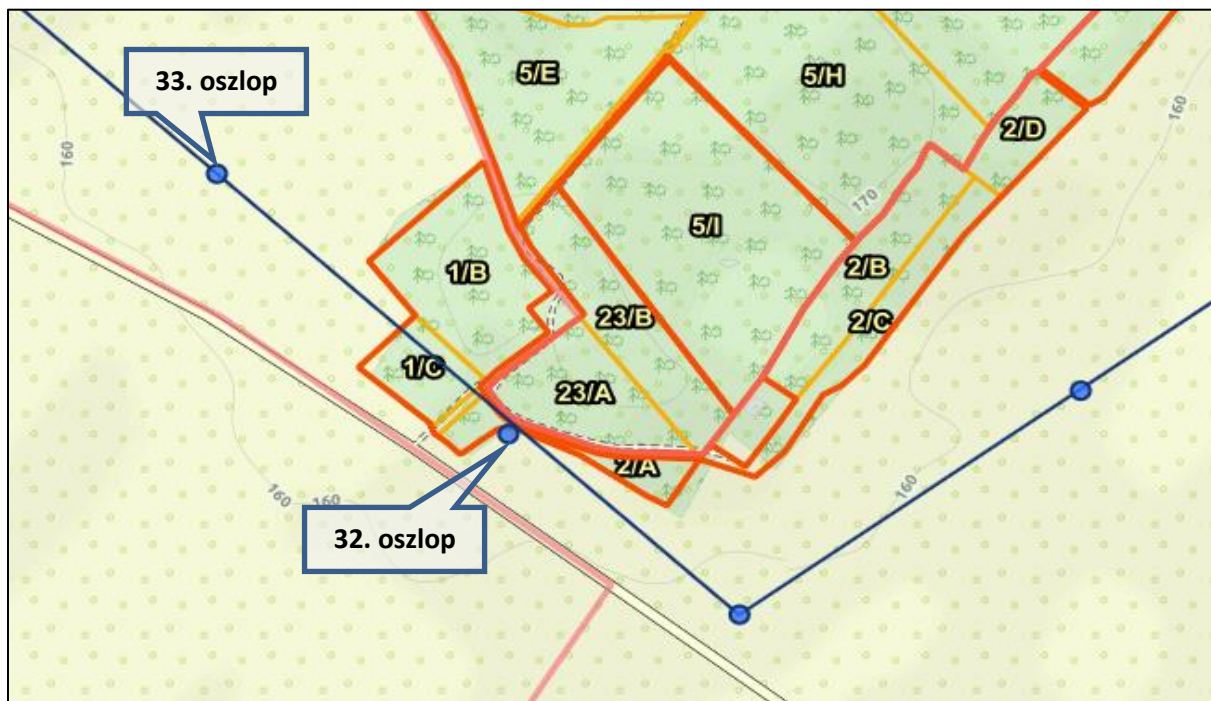 33. oszlop
5/E
5/H
160
2/D
160
170
5/I
1/B
2/B
23/B
2/C
1/C
23/A
2/A
160
160
160
32. oszlop